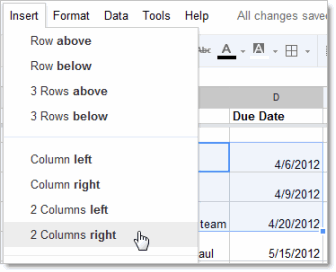 Insert Format Data Tools Help All changes saved
Row above
Row below
3 Rows above
3 Rows below
Column left
Column right
2 Columns left
2 Columns right
Abc A A
D
Due Date
4/6/2012
4/9/2012
team 4/20/2012
aul 5/15/2012